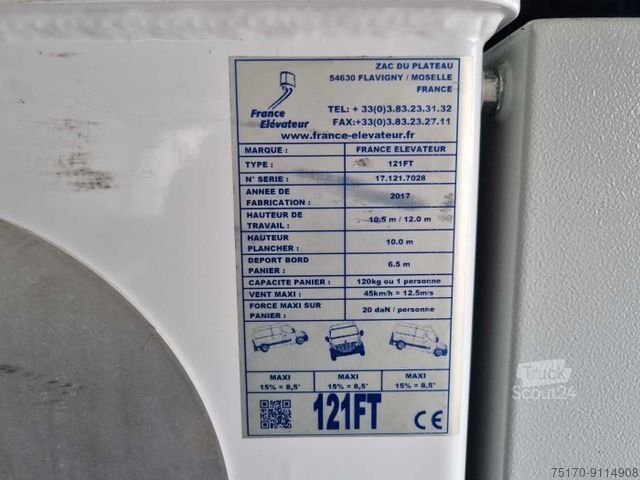 ZAC DU PLATEAU
54630 FLAVIGNY / MOSELLE
FRANCE
France
Elévateur
TEL: + 33(0)3.83.23.31.32
FAX:+33(0)3.83.23.27.11
www.france-elevateur.fr
MARQUE : FRANCE ELEVATEUR
TYPE : 121FT
N° SERIE : 17.121.7028
ANNEE DE
FABRICATION : 2017
HAUTEUR DE
TRAVAIL : 10.5 m / 12.0 m
HAUTEUR
PLANCHER : 10.0 m
DEPORT BORD
PANIER : 6.5 m
CAPACITE PANIER : 120kg ou 1 personne
VENT MAXI : 45km/h = 12.5m/s
FORCE MAXI SUR
PANIER : 20 daN / personne
MAXI MAXI MAXI
15% = 8,5° 15% = 8,5° 15% = 8,5°
121FT CE
Truck
Scout24
75170-9114908